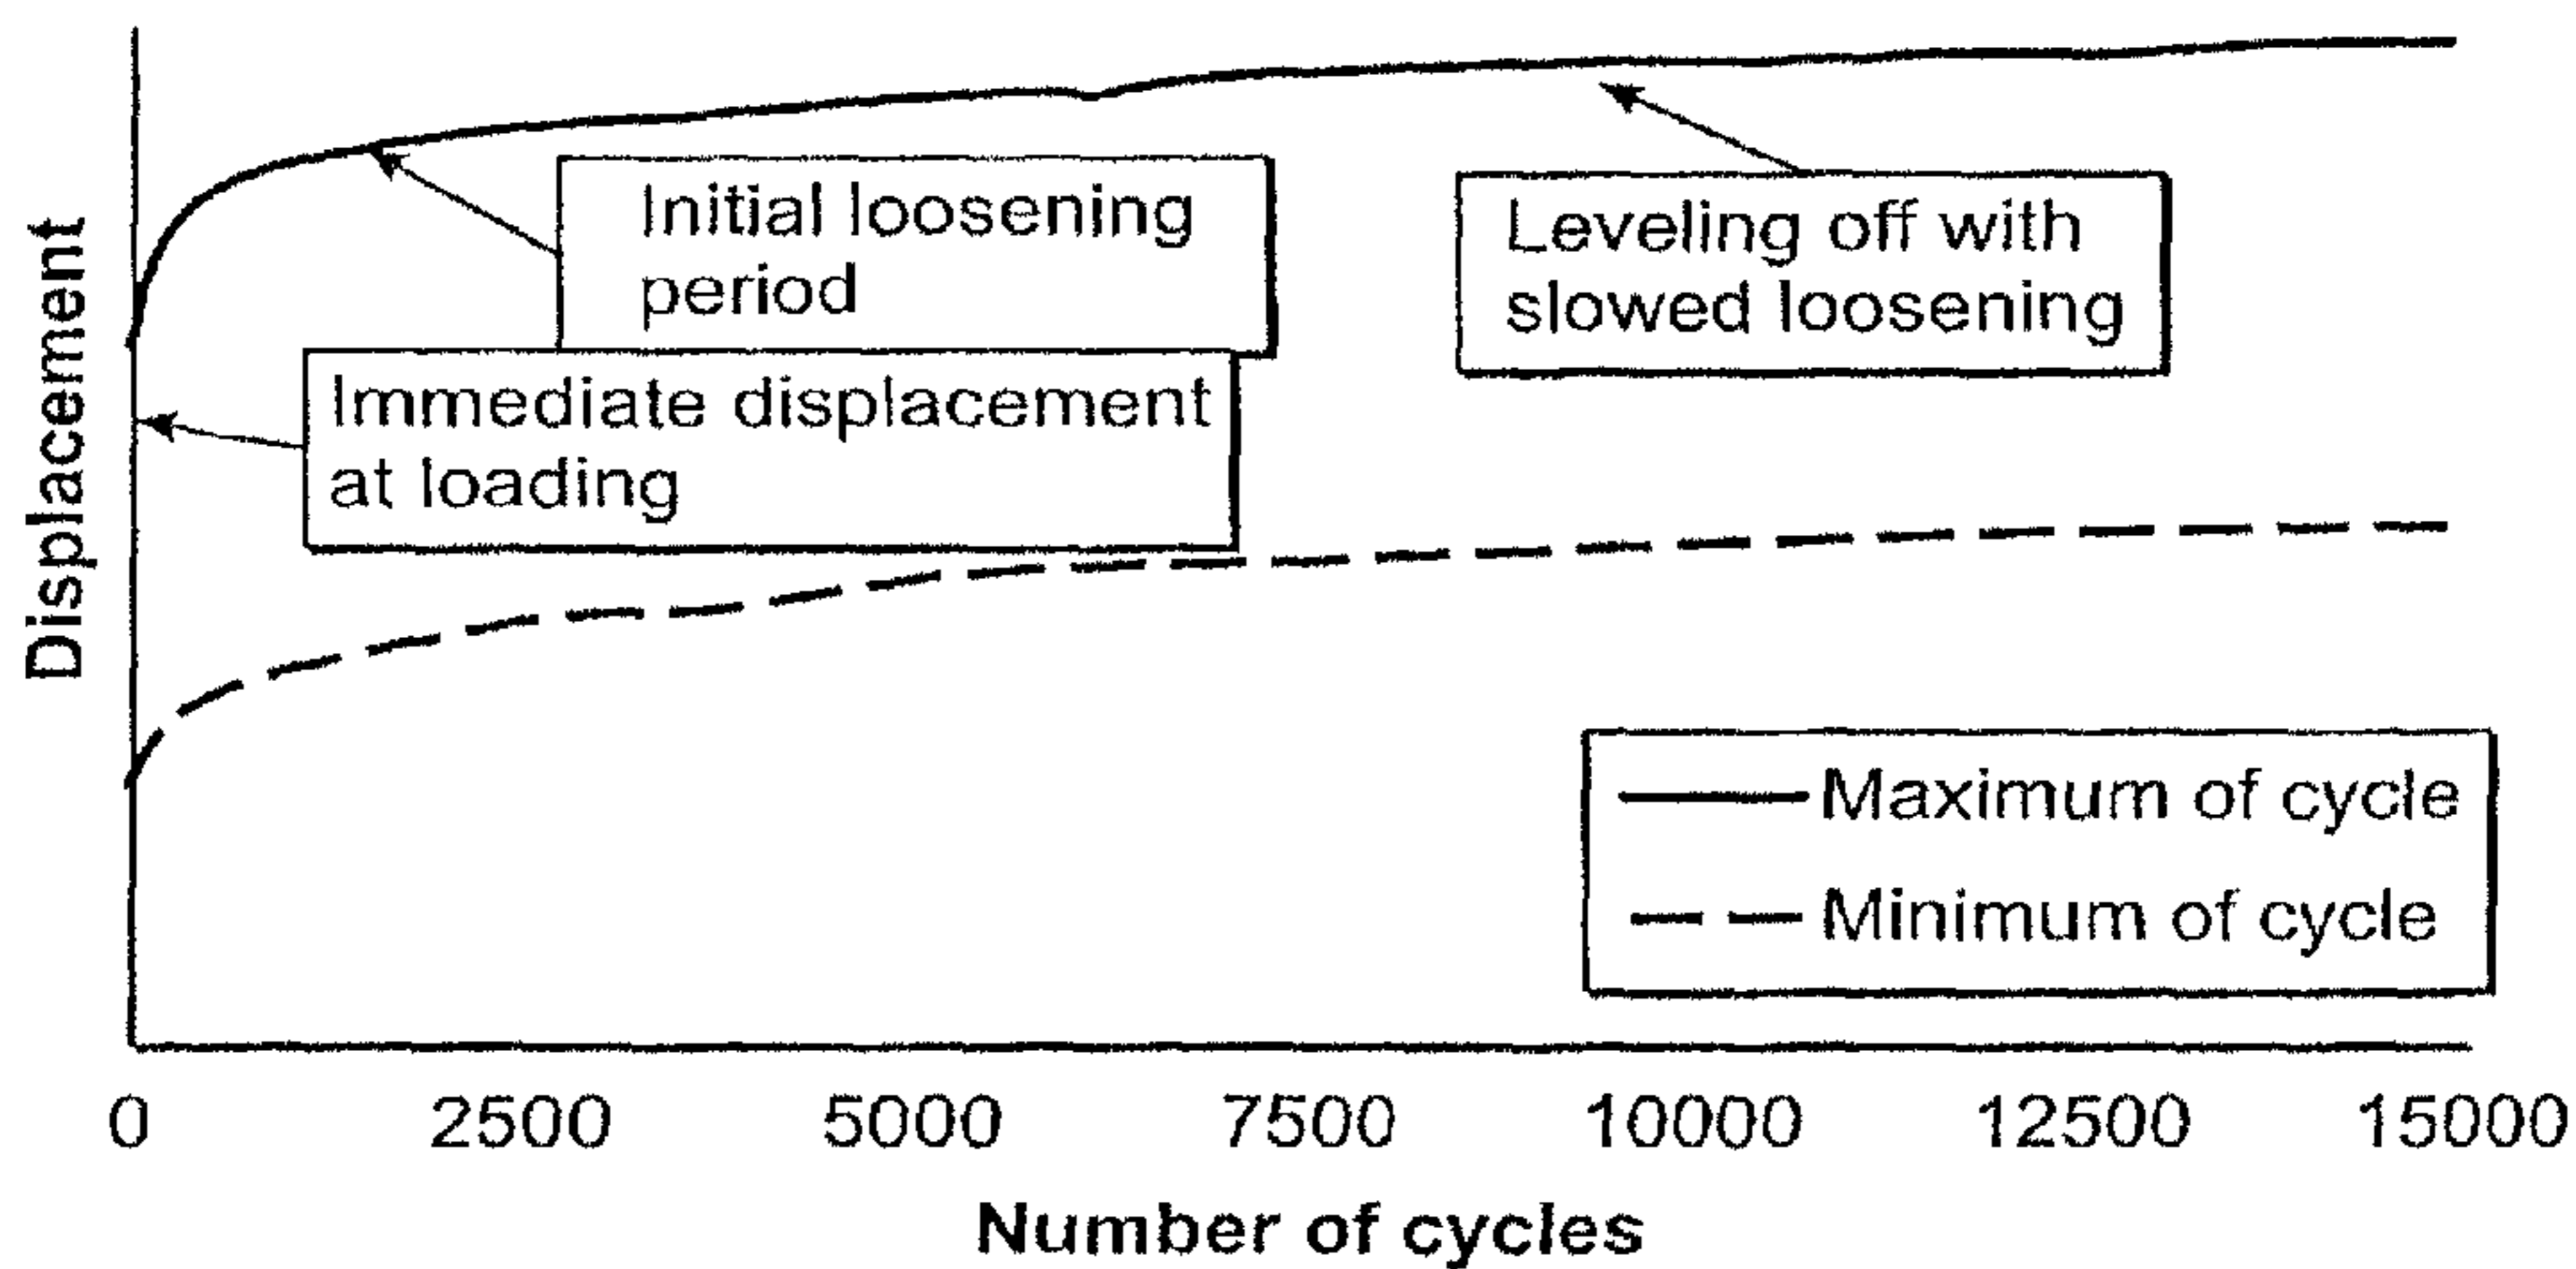 Displacement
Initial loosening
period
Immediate displacement
at loading
Leveling off with
slowed loosening
Maximum of cycle
Minimum of cycle
0 2500 5000 7500 10000 12500 15000
Number of cycles